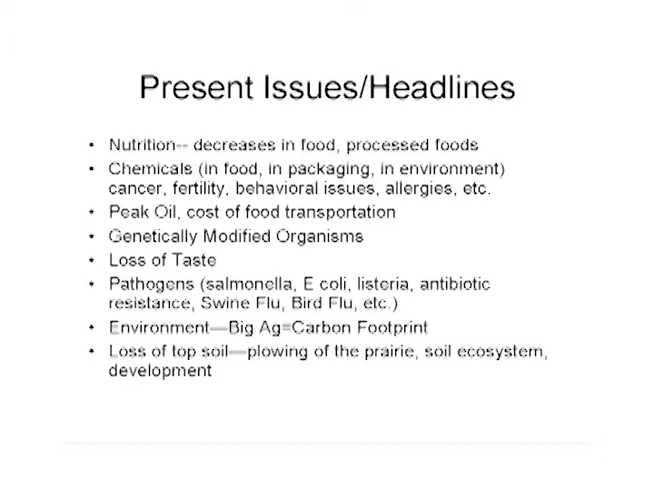 Present Issues/Headlines
• Nutrition-- decreases in food, processed foods
• Chemicals (in food, in packaging, in environment)
cancer, fertility, behavioral issues, allergies, etc.
• Peak Oil, cost of food transportation
• Genetically Modified Organisms
• Loss of Taste
• Pathogens (salmonella, E coli, listeria, antibiotic
resistance, Swine Flu, Bird Flu, etc.)
• Environment—Big Ag=Carbon Footprint
• Loss of top soil—plowing of the prairie, soil ecosystem,
development